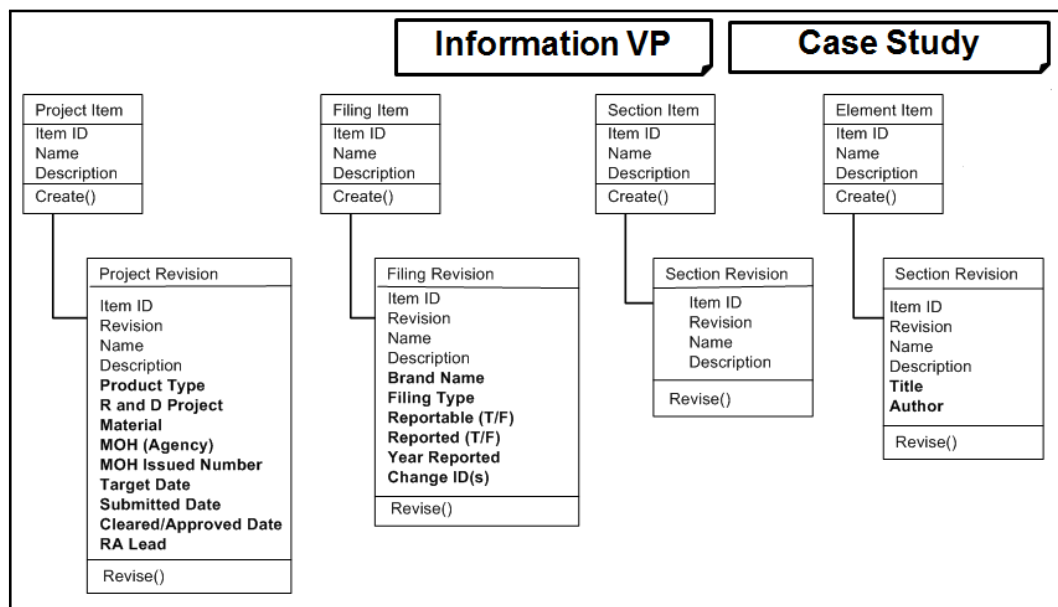 Information VP
Case Study
Project Item
Item ID
Name
Description
Create()
Filing Item
Item ID
Name
Description
Create()
Section Item
Item ID
Name
Description
Create()
Element Item
Item ID
Name
Description
Create()
Project Revision
Item ID
Revision
Name
Description
Product Type
R and D Project
Material
MOH (Agency)
MOH Issued Number
Target Date
Submitted Date
Cleared/Approved Date
RA Lead
Revise()
Filing Revision
Item ID
Revision
Name
Description
Brand Name
Filing Type
Reportable (T/F)
Reported (T/F)
Year Reported
Change ID(s)
Revise()
Section Revision
Item ID
Revision
Name
Description
Revise()
Section Revision
Item ID
Revision
Name
Description
Title
Author
Revise()